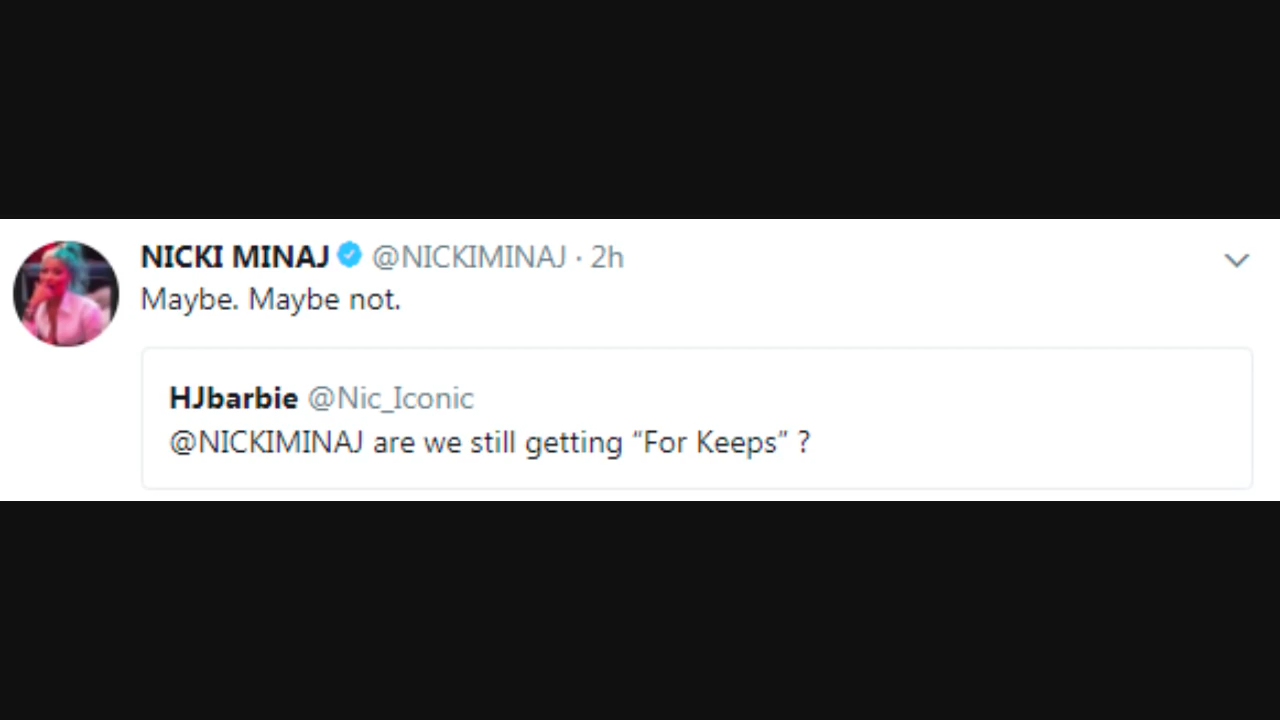 NICKI MINAJ @NICKIMINAJ · 2h
Maybe. Maybe not.
HJbarbie @Nic_Iconic
@NICKIMINAJ are we still getting “For Keeps” ?